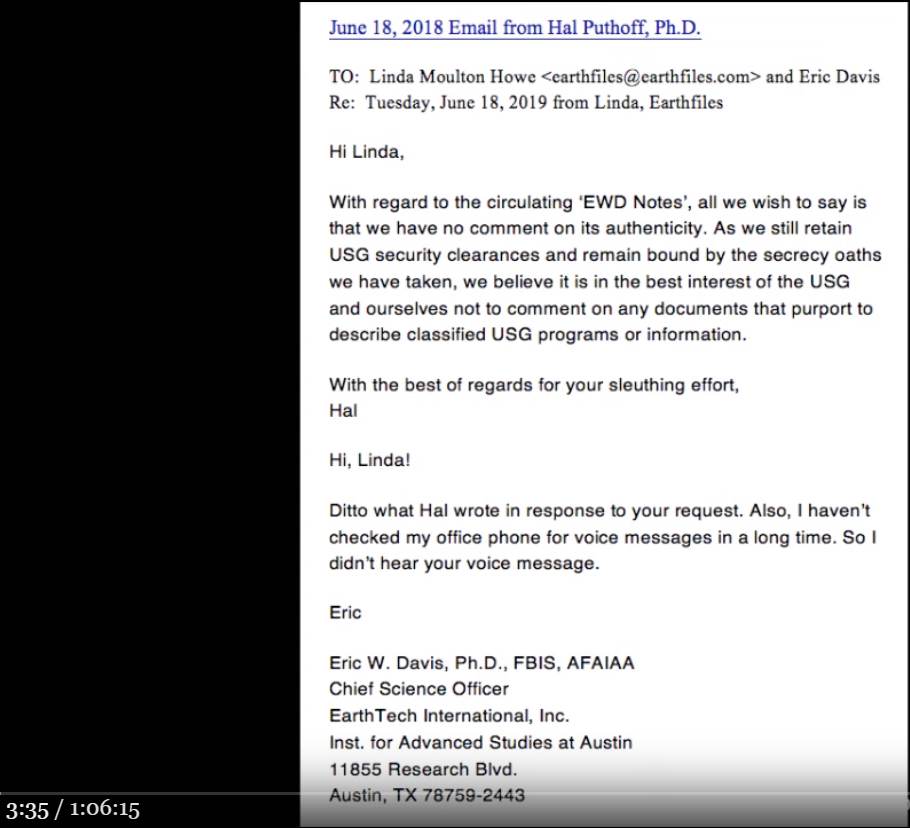 June 18, 2018 Email from Hal Puthoff, Ph.D.
TO: Linda Moulton Howe <earthfiles@earthfiles.com> and Eric Davis
Re: Tuesday, June 18, 2019 from Linda, Earthfiles
Hi Linda,
With regard to the circulating ‘EWD Notes’, all we wish to say is
that we have no comment on its authenticity. As we still retain
USG security clearances and remain bound by the secrecy oaths
we have taken, we believe it is in the best interest of the USG
and ourselves not to comment on any documents that purport to
describe classified USG programs or information.
With the best of regards for your sleuthing effort,
Hal
Hi, Linda!
Ditto what Hal wrote in response to your request. Also, I haven’t
checked my office phone for voice messages in a long time. So I
didn’t hear your voice message.
Eric
Eric W. Davis, Ph.D., FBIS, AFAIAA
Chief Science Officer
EarthTech International, Inc.
Inst. for Advanced Studies at Austin
11855 Research Blvd.
Austin, TX 78759-2443
3:35 / 1:06:15